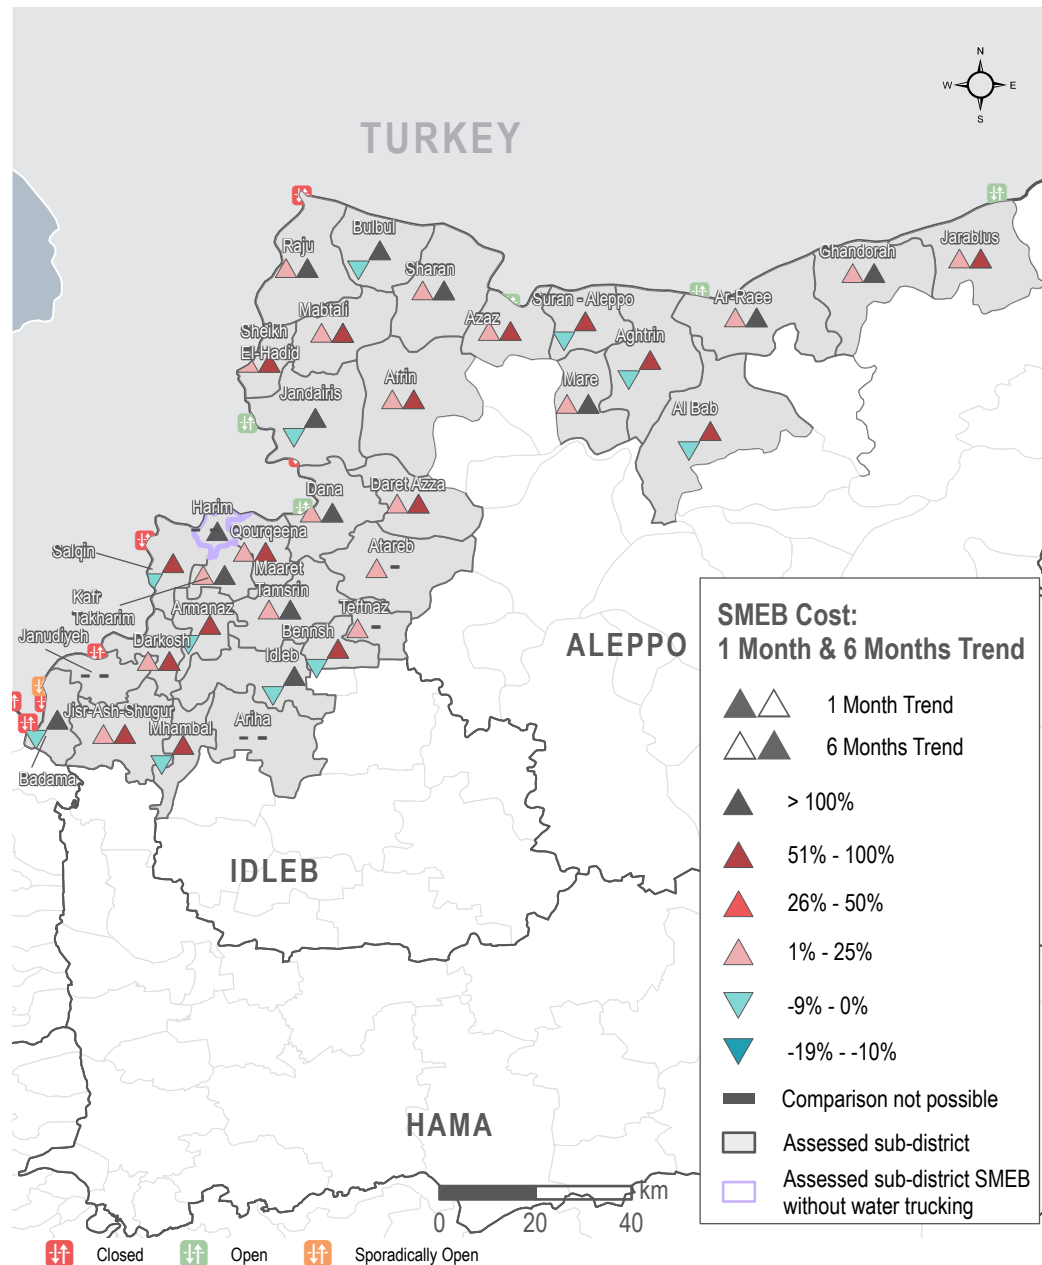 N
W
E
S
TURKEY
Bulbul
Raju
Sharan
Ghandorah
Jarablus
Mabtali
Suran - Aleppo
Ar-Raee
Azaz
Sheikh
El-Hadid
Aghtrin
Afrin
Mare
Jandairis
Al Bab
Dana
Daret Azza
Harim
Qourqeena
Atareb
Salqin
Maaret
Tamsrin
Kafr
Takharim
Armanaz
Teftnaz
Janudiyeh
Darkosh
Bennsh
Idleb
Jisr-Ash-Shugur
Mhambal
Ariha
Badama
ALEPPO
IDLEB
HAMA
SMEB Cost:
1 Month & 6 Months Trend
1 Month Trend
6 Months Trend
> 100%
51% - 100%
26% - 50%
1% - 25%
-9% - 0%
-19% - -10%
Comparison not possible
Assessed sub-district
Assessed sub-district SMEB
without water trucking
km
0 20 40
Closed Open Sporadically Open